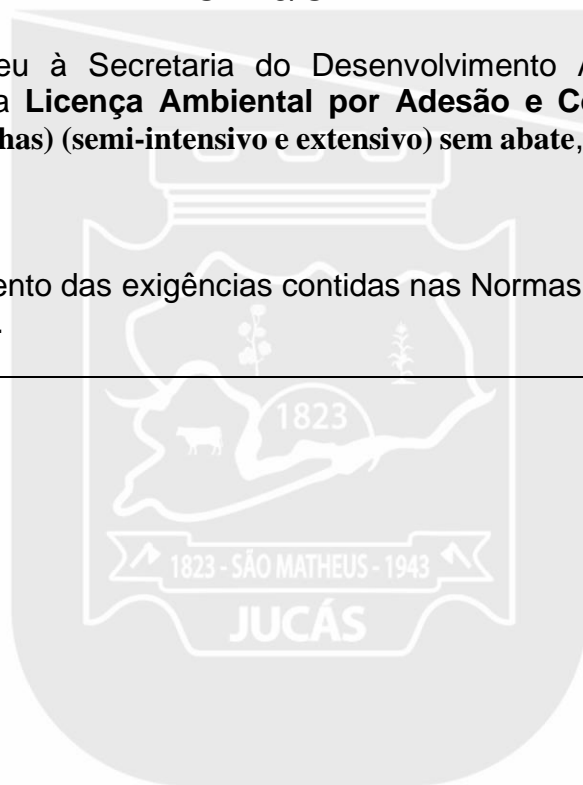 eu à Secretaria do Desenvolvimento
a Licença Ambiental por Adesão e
has) (semi-intensivo e extensivo) sem abate,
ento das exigências contidas nas Normas
.
1823
1823 - SÃO MATHEUS - 1943
JUCÁS